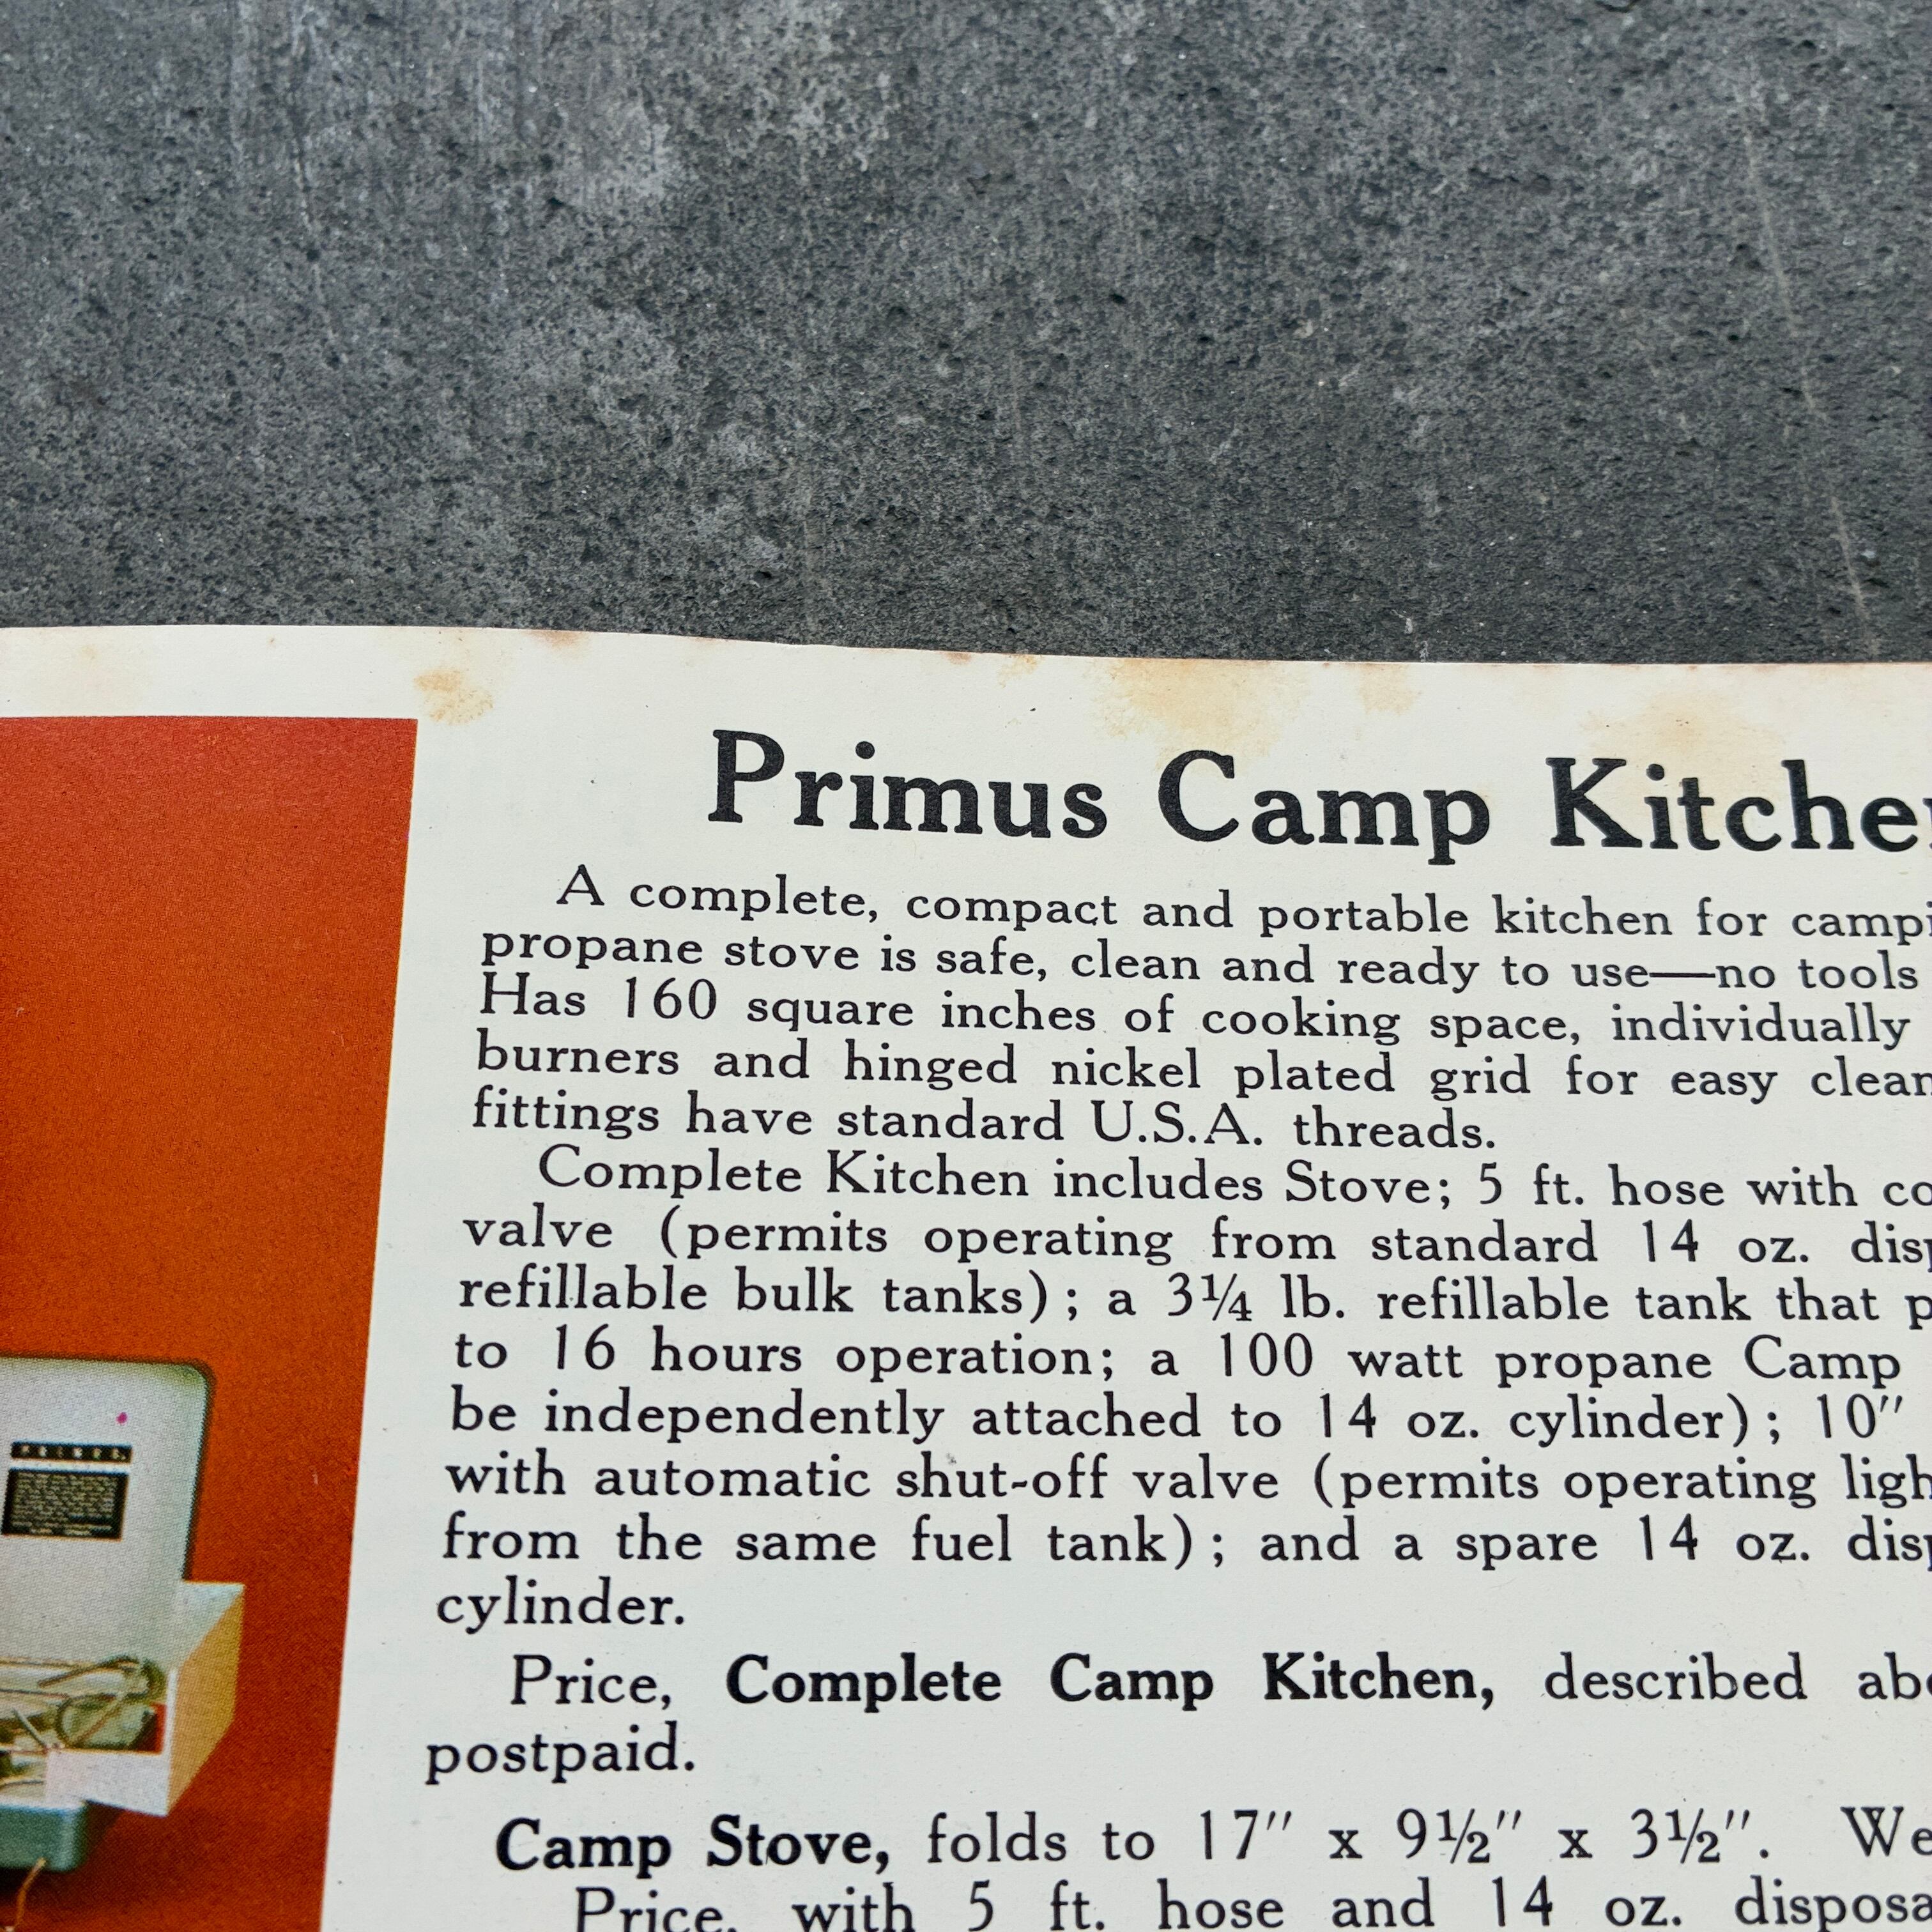 Primus Camp Kitche
A complete, compact and portable kitchen for campi
propane stove is safe, clean and ready to use—no tools
Has 160 square inches of cooking space, individually
burners and hinged nickel plated grid for easy clean
fittings have standard U.S.A. threads.
Complete Kitchen includes Stove; 5 ft. hose with co
valve (permits operating from standard 14 oz. disp
refillable bulk tanks); a 3¼ lb. refillable tank that p
to 16 hours operation; a 100 watt propane Camp
be independently attached to 14 oz. cylinder); 10″
with automatic shut-off valve (permits operating ligh
from the same fuel tank); and a spare 14 oz. disp
cylinder.
Price, Complete Camp Kitchen, described abo
postpaid.
Camp Stove, folds to 17″ x 9½″ x 3½″. We
Price, with 5 ft. hose and 14 oz. disposa